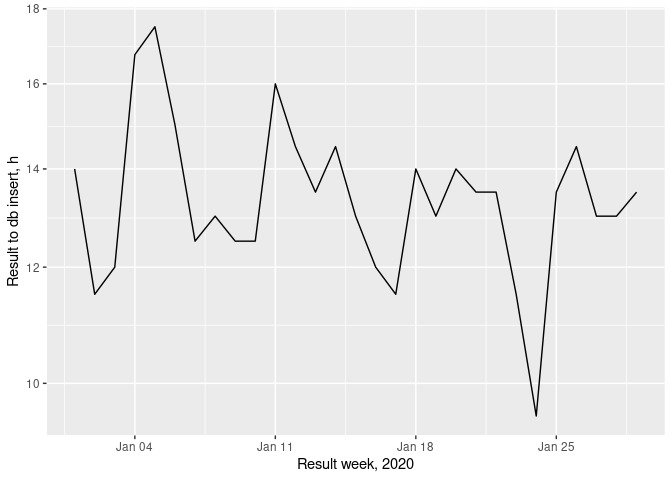 18
16
14
12
10
Result to db insert, h
Jan 04
Jan 11
Jan 18
Jan 25
Result week, 2020